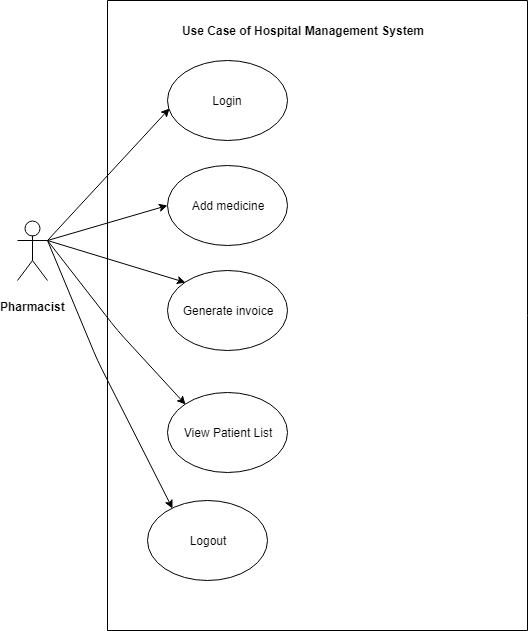 Use Case of Hospital Management System
Login
Add medicine
Pharmacist
Generate invoice
View Patient List
Logout